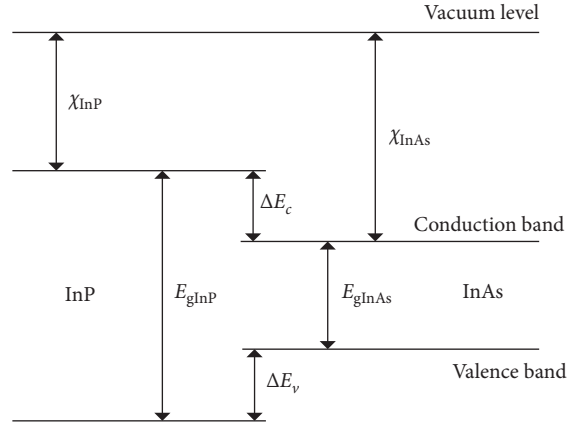 Vacuum level
χInP
χInAs
ΔEc
Conduction band
InP
EgInP
EgInAs
InAs
ΔEv
Valence band